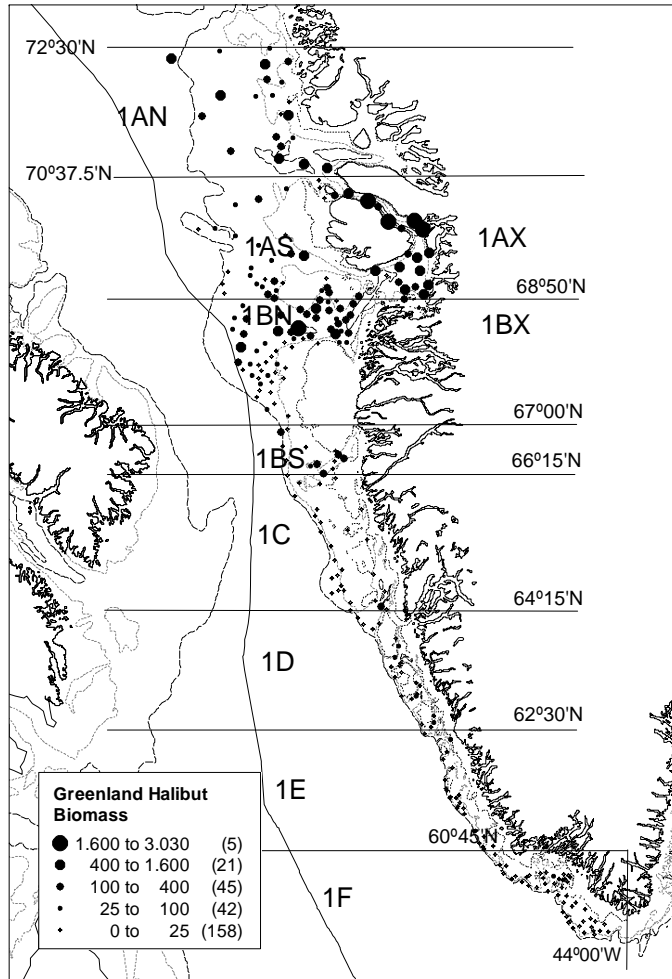 72º30'N
1AN
70º37.5'N
1AS
1AX
68º50'N
1BN
1BX
67º00'N
1BS
66º15'N
1C
64º15'N
1D
62º30'N
1E
60º45'N
1F
44º00'W
Greenland Halibut
Biomass
1.600 to 3.030 (5)
400 to 1.600 (21)
100 to 400 (45)
25 to 100 (42)
0 to 25 (158)